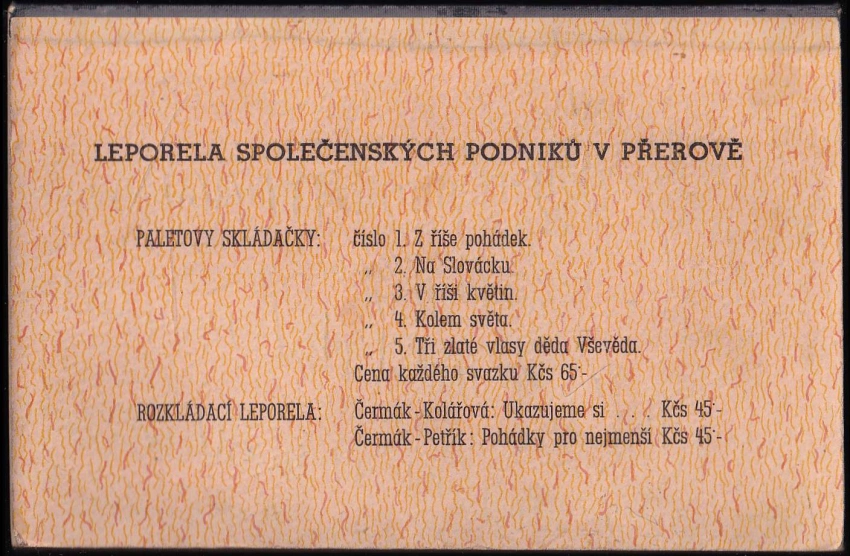 LEPORELA SPOLEČENSKÝCH PODNIKŮ V PŘEROVĚ
PALETOVY SKLÁDAČKY: číslo 1. Z říše pohádek.
„ 2. Na Slovácku.
„ 3. V říši květin.
„ 4. Kolem světa.
„ 5. Tři zlaté vlasy děda Vševěda.
Cena každého svazku Kčs 65·-
ROZKLÁDACÍ LEPORELA: Čermák-Kolářová: Ukazujeme si . . . Kčs 45·-
Čermák-Petřík: Pohádky pro nejmenší Kčs 45·-